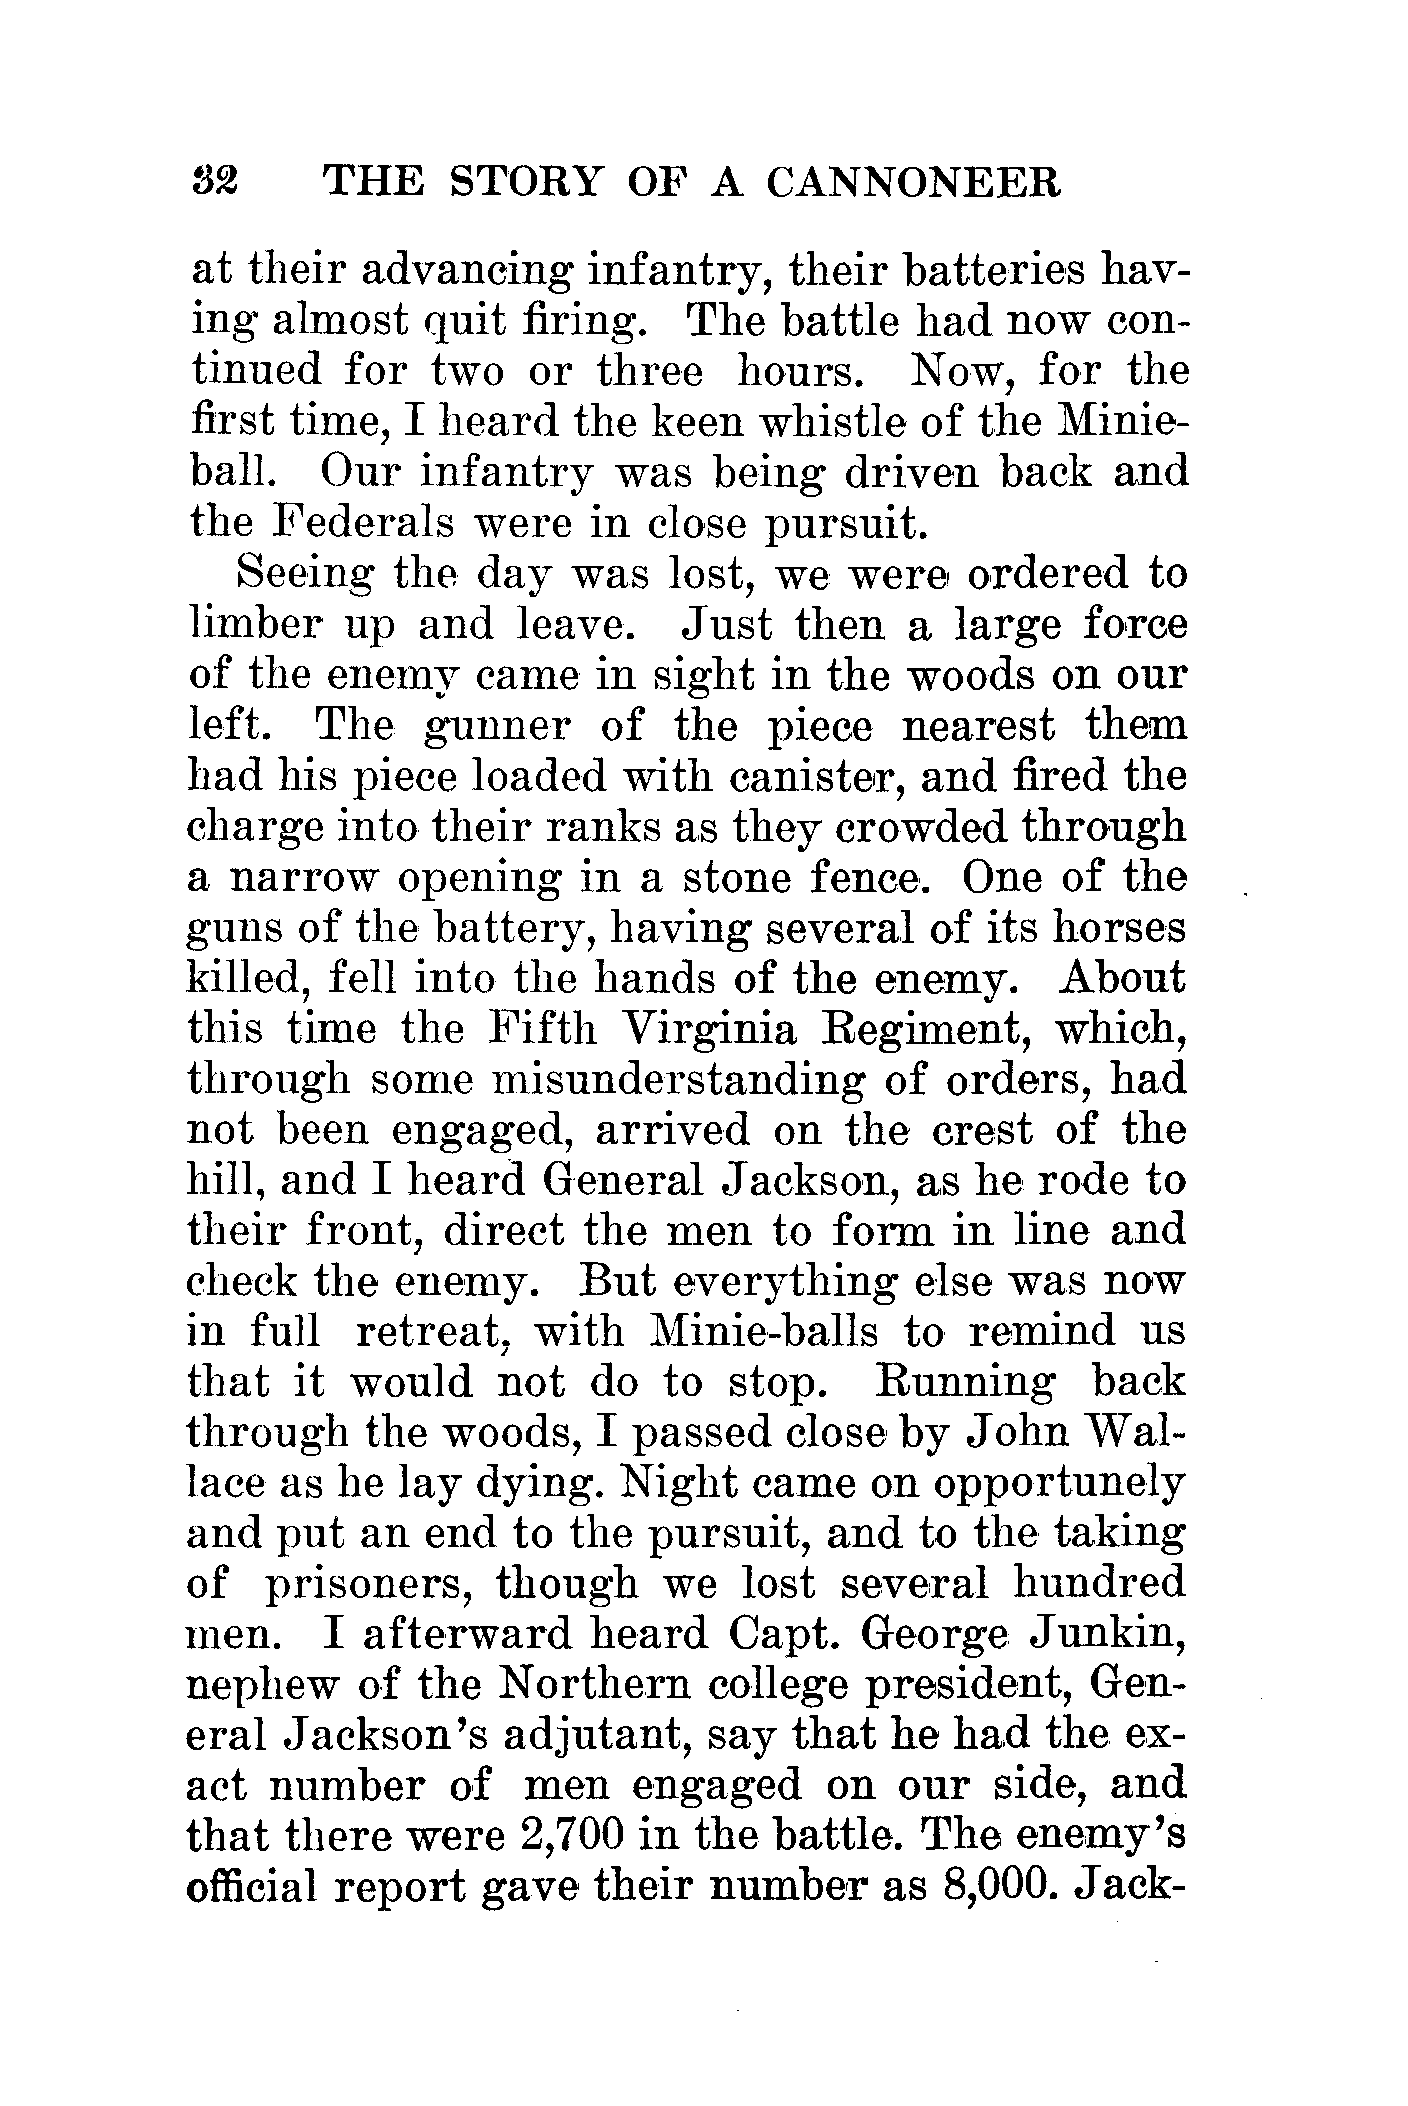 32 THE STORY OF A CANNONEER
at their advancing infantry, their batteries hav-
ing almost quit firing. The battle had now con-
tinued for two or three hours. Now, for the
first time, I heard the keen whistle of the Minie-
ball. Our infantry was being driven back and
the Federals were in close pursuit.
Seeing the day was lost, we were ordered to
limber up and leave. Just then a large force
of the enemy came in sight in the woods on our
left. The gunner of the piece nearest them
had his piece loaded with canister, and fired the
charge into their ranks as they crowded through
a narrow opening in a stone fence. One of the
guns of the battery, having several of its horses
killed, fell into the hands of the enemy. About
this time the Fifth Virginia Regiment, which,
through some misunderstanding of orders, had
not been engaged, arrived on the crest of the
hill, and I heard General Jackson, as he rode to
their front, direct the men to form in line and
check the enemy. But everything else was now
in full retreat, with Minie-balls to remind us
that it would not do to stop. Running back
through the woods, I passed close by John Wal-
lace as he lay dying. Night came on opportunely
and put an end to the pursuit, and to the taking
of prisoners, though we lost several hundred
men. I afterward heard Capt. George Junkin,
nephew of the Northern college president, Gen-
eral Jackson's adjutant, say that he had the ex-
act number of men engaged on our side, and
that there were 2,700 in the battle. The enemy's
official report gave their number as 8,000. Jack-